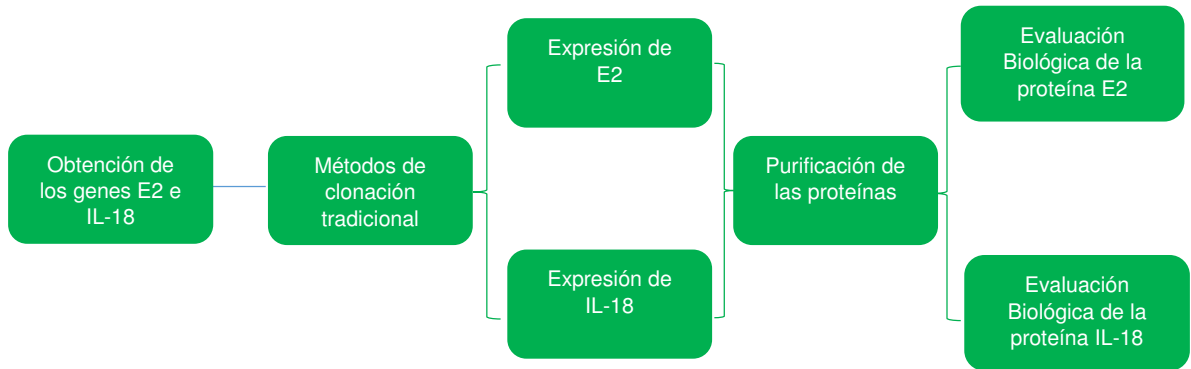 Obtención de
los genes E2 e
IL-18
Métodos de
clonación
tradicional
Expresión de
E2
Expresión de
IL-18
Purificación de
las proteínas
Evaluación
Biológica de la
proteína E2
Evaluación
Biológica de la
proteína IL-18